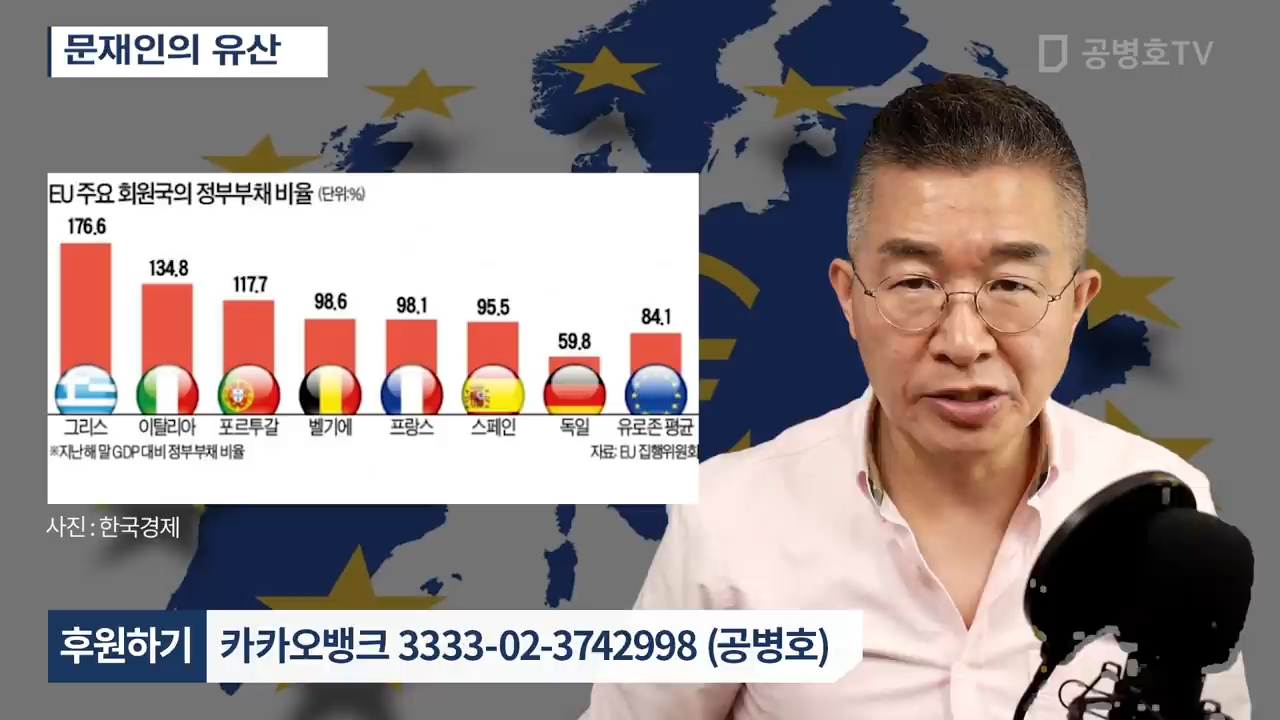 문재인의 유산
공병호TV
EU 주요 회원국의 정부부채 비율 (단위:%)
176.6
134.8
117.7
98.6
98.1
95.5
59.8
84.1
그리스 이탈리아 포르투갈 벨기에 프랑스 스페인 독일 유로존 평균
※지난해 말 GDP 대비 정부부채 비율 자료: EU 집행위원회
사진 : 한국경제
후원하기 카카오뱅크 3333-02-3742998 (공병호)